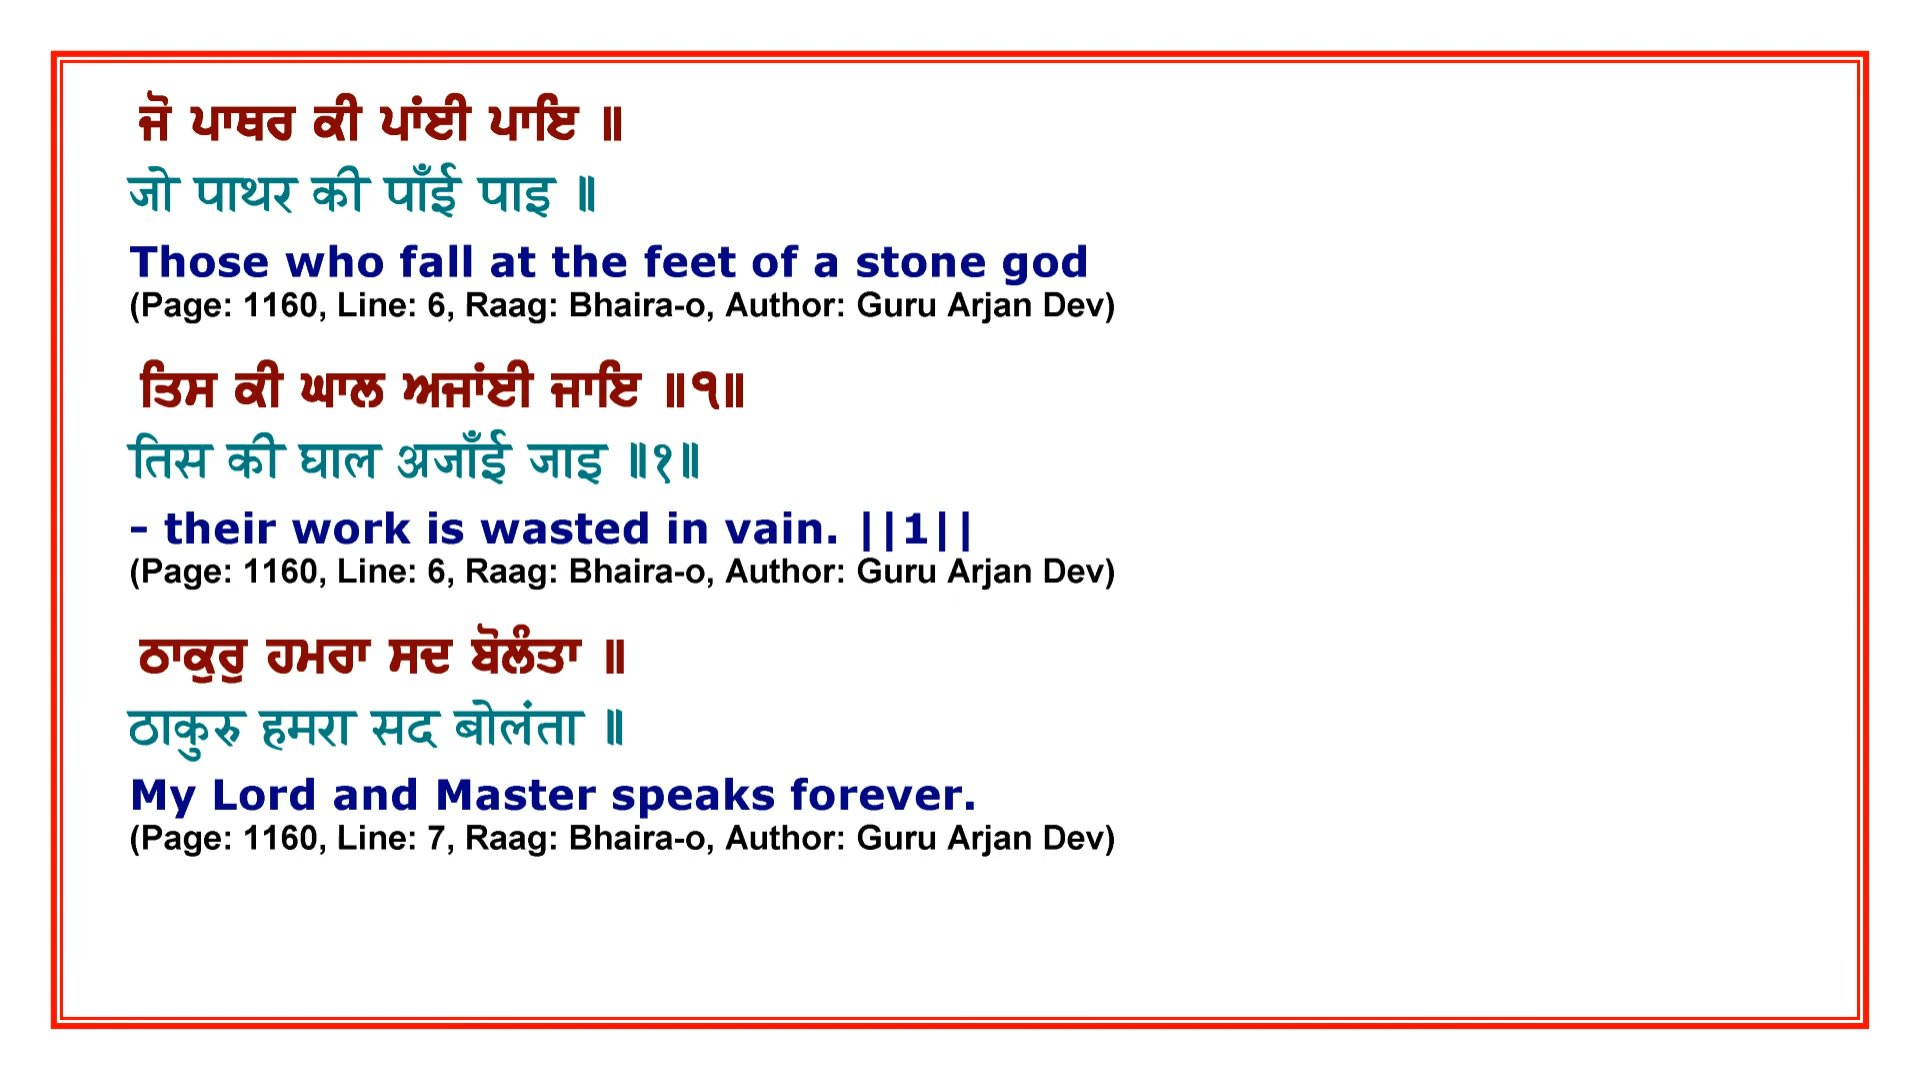 ਜੋ ਪਾਥਰ ਕੀ ਪਾਂਈ ਪਾਇ ॥
जो पाथर की पाँई पाइ ॥
Those who fall at the feet of a stone god
(Page: 1160, Line: 6, Raag: Bhaira-o, Author: Guru Arjan Dev)
ਤਿਸ ਕੀ ਘਾਲ ਅਜਾਂਈ ਜਾਇ ॥੧॥
तिस की घाल अजाँई जाइ ॥१॥
- their work is wasted in vain. ||1||
(Page: 1160, Line: 6, Raag: Bhaira-o, Author: Guru Arjan Dev)
ਠਾਕੁਰੁ ਹਮਰਾ ਸਦ ਬੋਲੰਤਾ ॥
ठाकुरु हमरा सद बोलंता ॥
My Lord and Master speaks forever.
(Page: 1160, Line: 7, Raag: Bhaira-o, Author: Guru Arjan Dev)